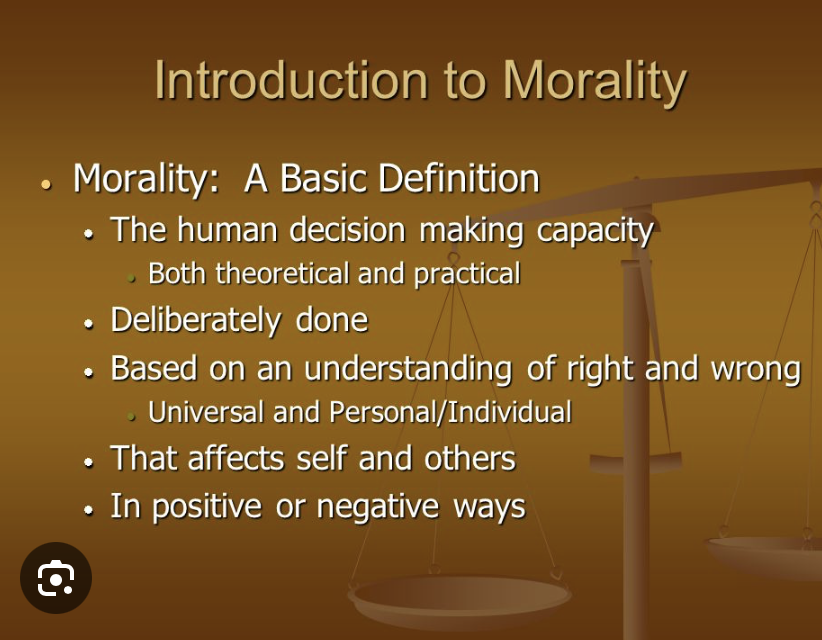 Introduction to Morality
Morality: A Basic Definition
The human decision making capacity
Both theoretical and practical
Deliberately done
Based on an understanding of right and wrong
Universal and Personal/Individual
That affects self and others
In positive or negative ways